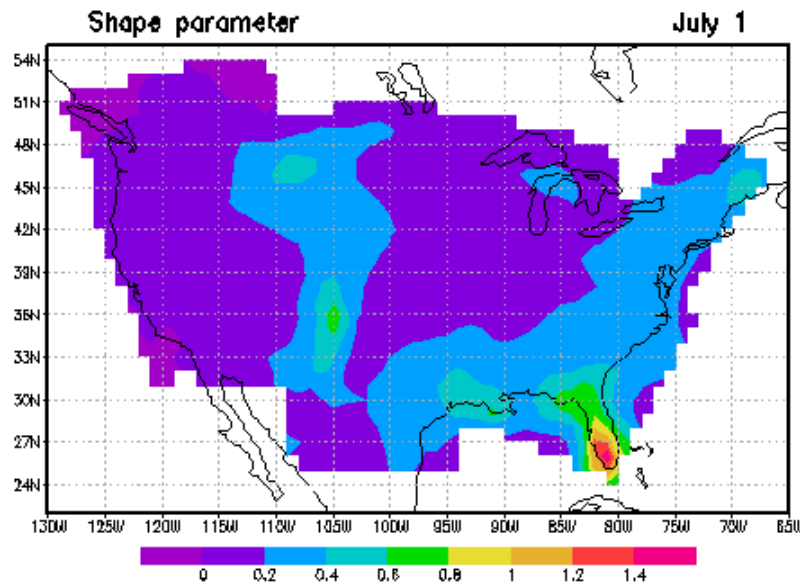 Shape parameter July 1
54N
51N
48N
45N
42N
39N
36N
33N
30N
27N
24N
130W 125W 120W 115W 110W 105W 100W 95W 90W 85W 80W 75W 70W 65W
0 0.2 0.4 0.6 0.8 1 1.2 1.4